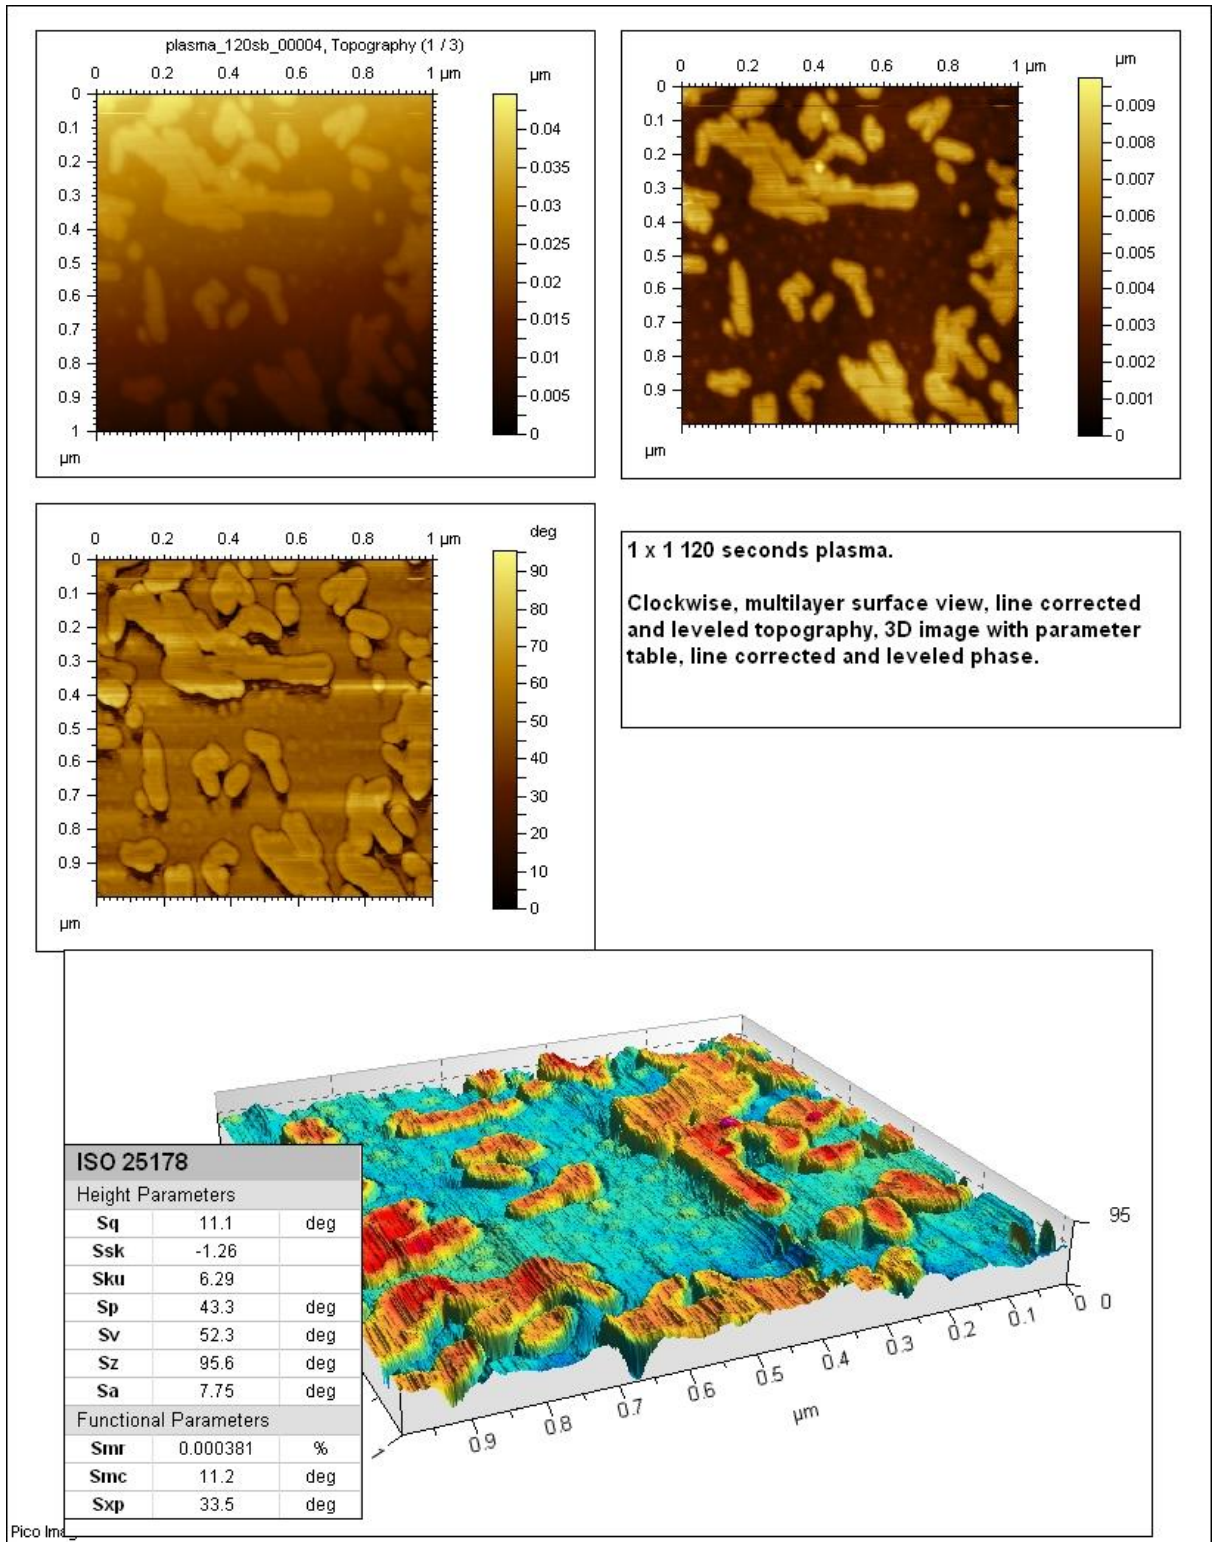 plasma_120sb_00004, Topography (1 / 3)
0 0.2 0.4 0.6 0.8 1 µm µm
0
0.1
0.2
0.3
0.4
0.5
0.6
0.7
0.8
0.9
1
µm
0.04
0.035
0.03
0.025
0.02
0.015
0.01
0.005
0
0 0.2 0.4 0.6 0.8 1 µm µm
0
0.1
0.2
0.3
0.4
0.5
0.6
0.7
0.8
0.9
µm
0.009
0.008
0.007
0.006
0.005
0.004
0.003
0.002
0.001
0
0 0.2 0.4 0.6 0.8 1 µm deg
0
0.1
0.2
0.3
0.4
0.5
0.6
0.7
0.8
0.9
µm
90
80
70
60
50
40
30
20
10
0
1 x 1 120 seconds plasma.
Clockwise, multilayer surface view, line corrected
and leveled topography, 3D image with parameter
table, line corrected and leveled phase.
95
0 0
0.1
0.2
0.3
0.4
0.5
0.6
0.7
0.8
0.9
1
µm
ISO 25178
Height Parameters
Sq 11.1 deg
Ssk -1.26
Sku 6.29
Sp 43.3 deg
Sv 52.3 deg
Sz 95.6 deg
Sa 7.75 deg
Functional Parameters
Smr 0.000381 %
Smc 11.2 deg
Sxp 33.5 deg
Pico